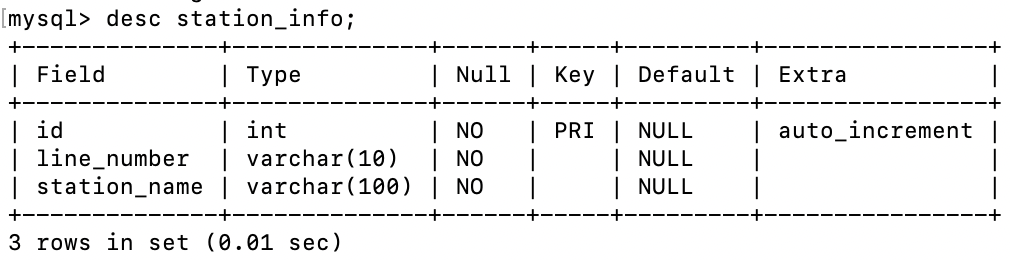 [mysql> desc station_info;
+--------------+--------------+------+-----+---------+----------------+
| Field        | Type         | Null | Key | Default | Extra          |
+--------------+--------------+------+-----+---------+----------------+
| id           | int          | NO   | PRI | NULL    | auto_increment |
| line_number  | varchar(10)  | NO   |     | NULL    |                |
| station_name | varchar(100) | NO   |     | NULL    |                |
+--------------+--------------+------+-----+---------+----------------+
3 rows in set (0.01 sec)